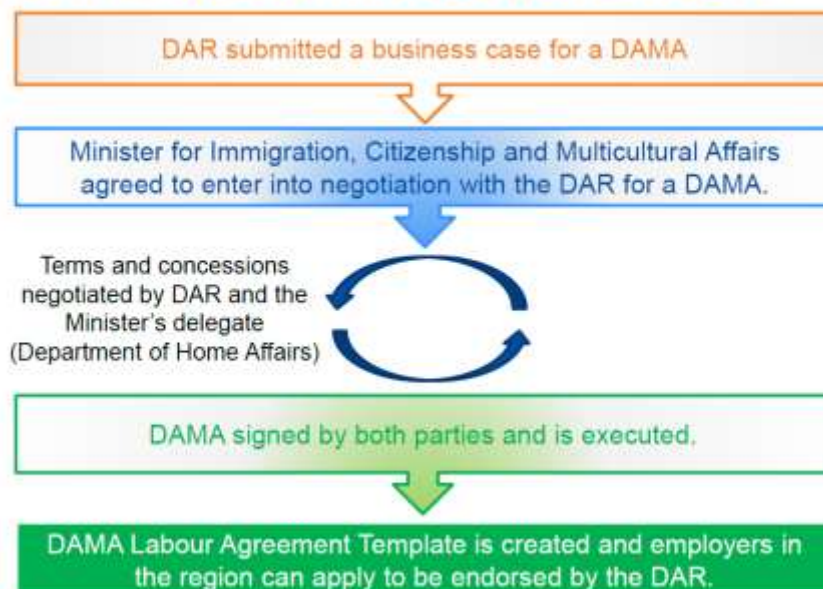 DAR submitted a business case for a DAMA
Minister for Immigration, Citizenship and Multicultural Affairs
agreed to enter into negotiation with the DAR for a DAMA.
Terms and concessions
negotiated by DAR and the
Minister's delegate
(Department of Home Affairs)
DAMA signed by both parties and is executed.
DAMA Labour Agreement Template is created and employers in
the region can apply to be endorsed by the DAR.